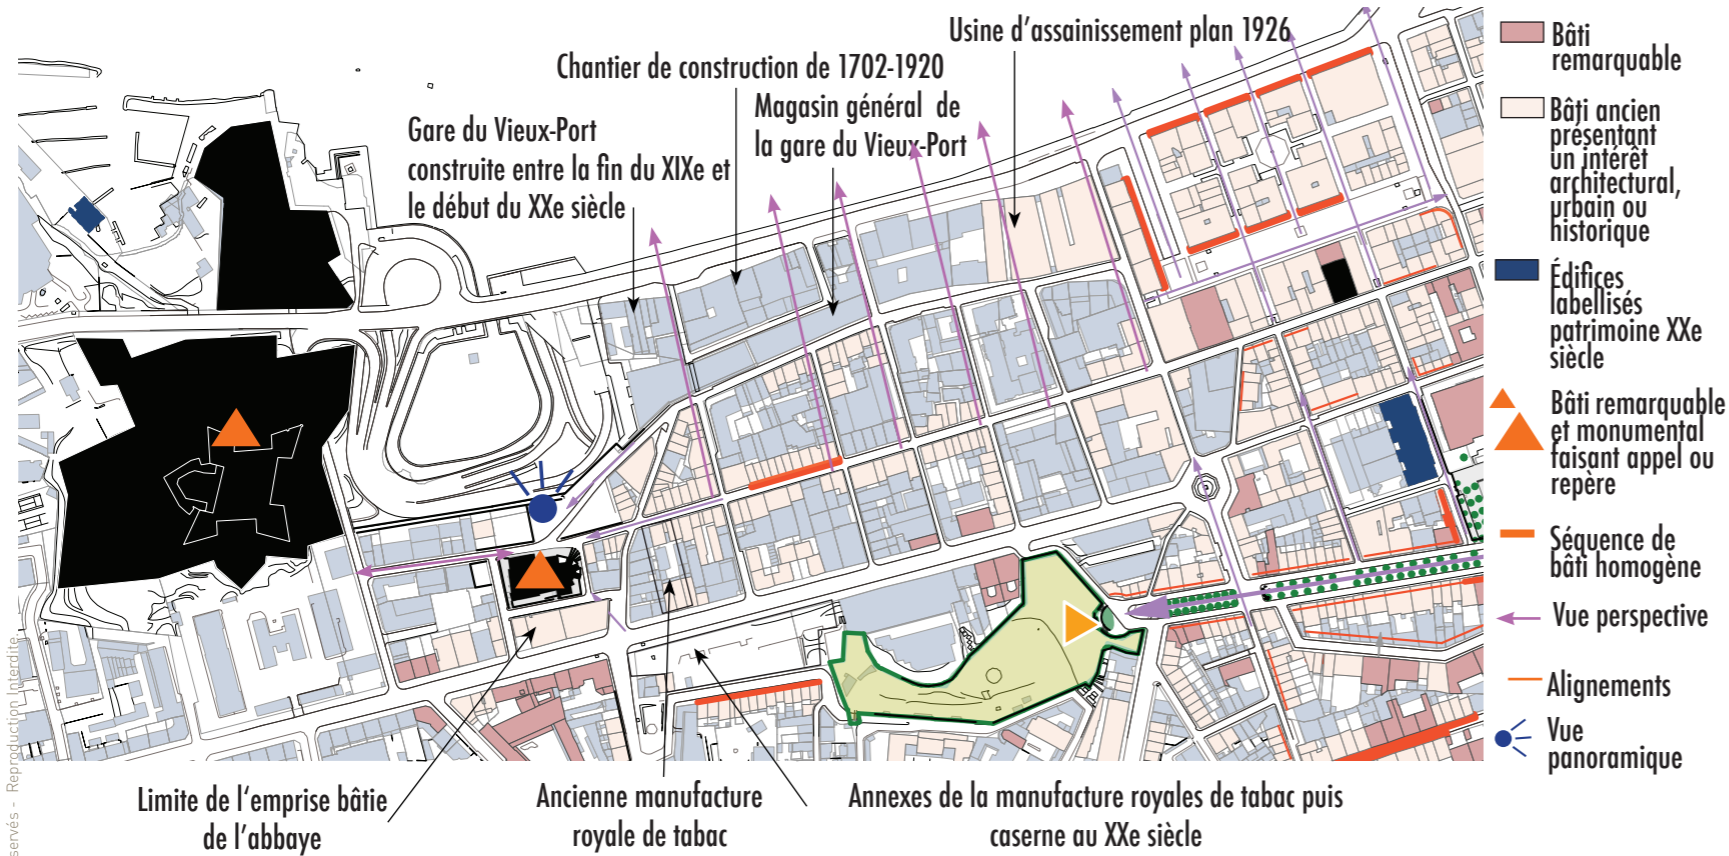 Usine d'assainissement plan 1926
Chantier de construction de 1702-1920
Magasin général de
la gare du Vieux-Port
Gare du Vieux-Port
construite entre la fin du XIXe et
le début du XXe siècle
Limite de l'emprise bâtie
de l'abbaye
Ancienne manufacture
royale de tabac
Annexes de la manufacture royales de tabac puis
caserne au XXe siècle
Bâti
remarquable
Bâti ancien
présentant
un intérêt
architectural,
urbain ou
historique
Édifices
labellisés
patrimoine XXe
siècle
Bâti remarquable
et monumental
faisant appel ou
repère
Séquence de
bâti homogène
Vue perspective
Alignements
Vue
panoramique
servés - Reproduction Interdite.